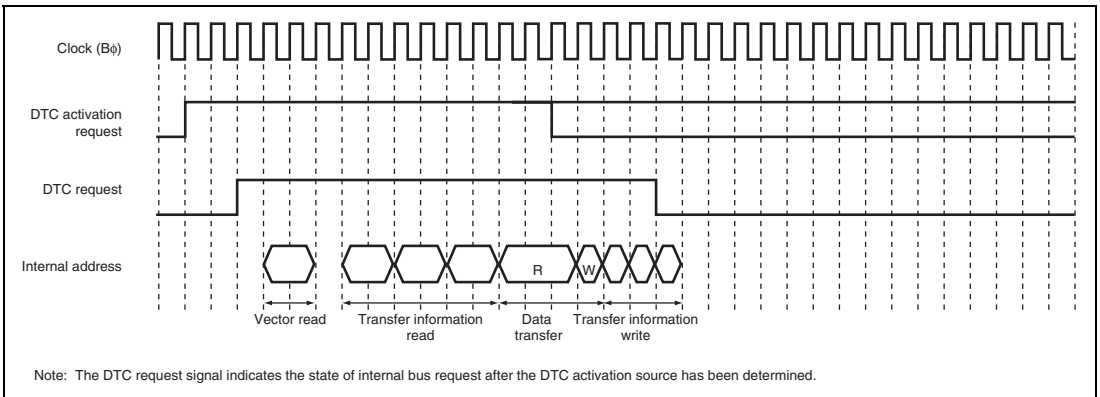 Clock (Bφ)
DTC activation
request
DTC request
Internal address
R
W
Vector read
Transfer information
read
Data
transfer
Transfer information
write
Note: The DTC request signal indicates the state of internal bus request after the DTC activation source has been determined.